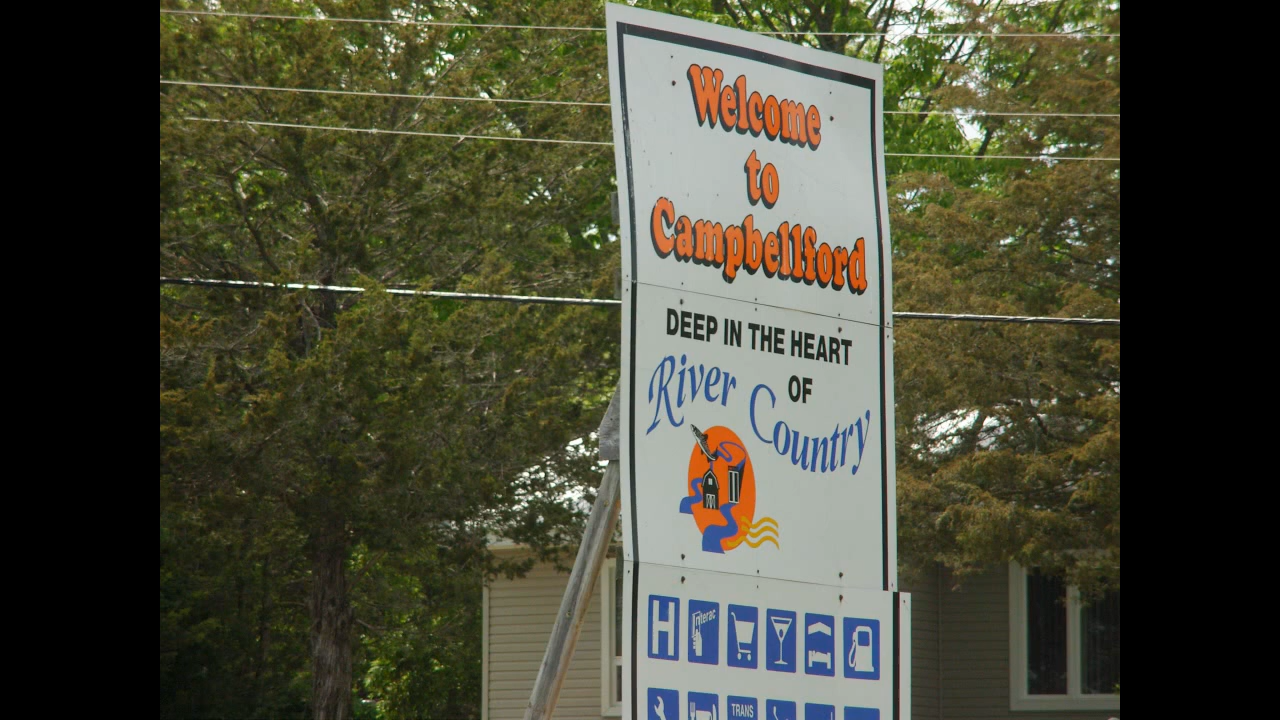 Welcome
to
Campbellford
DEEP IN THE HEART
OF
River Country
H
Interac
TRANS